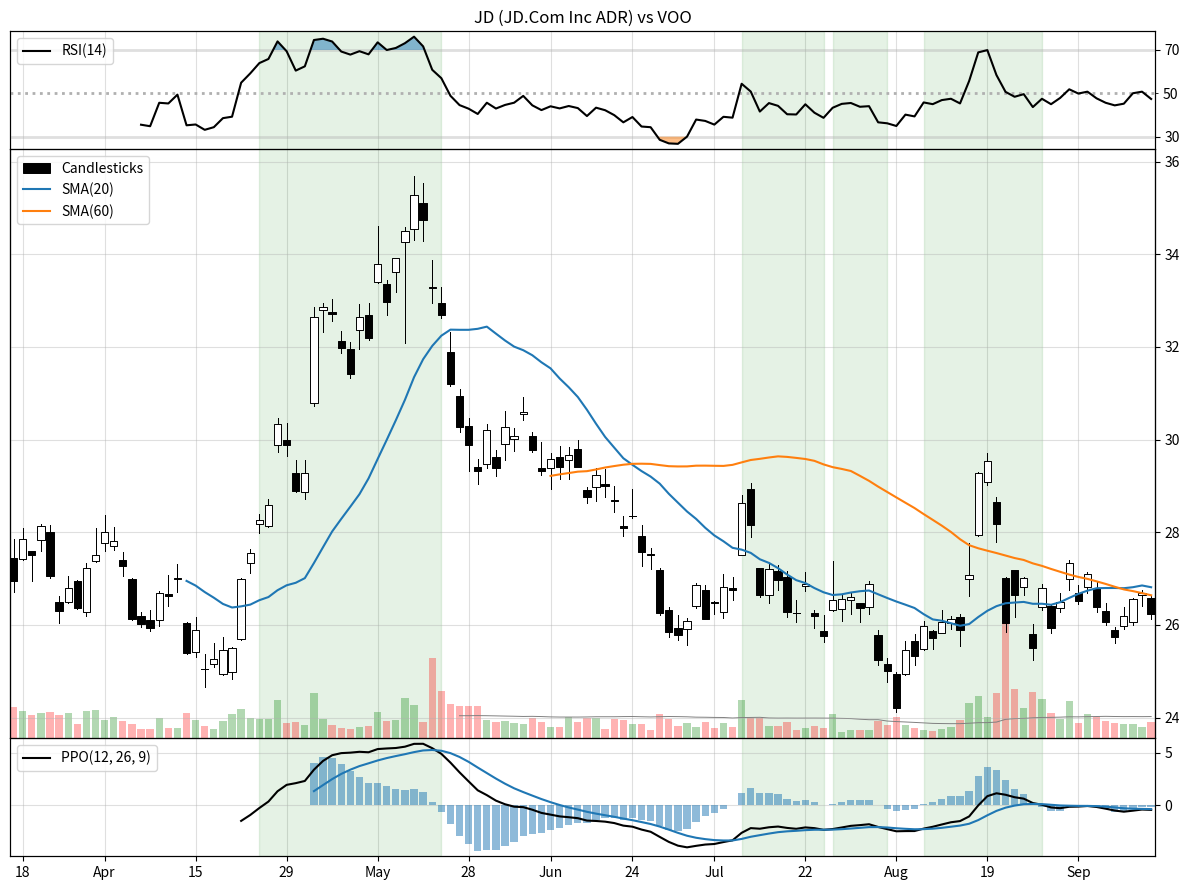 JD (JD.Com Inc ADR) vs VOO
RSI(14)
70
50
30
Candlesticks
SMA(20)
SMA(60)
36
34
32
30
28
26
24
PPO(12, 26, 9)
5
0
18 Apr 15 29 May 28 Jun 24 Jul 22 Aug 19 Sep